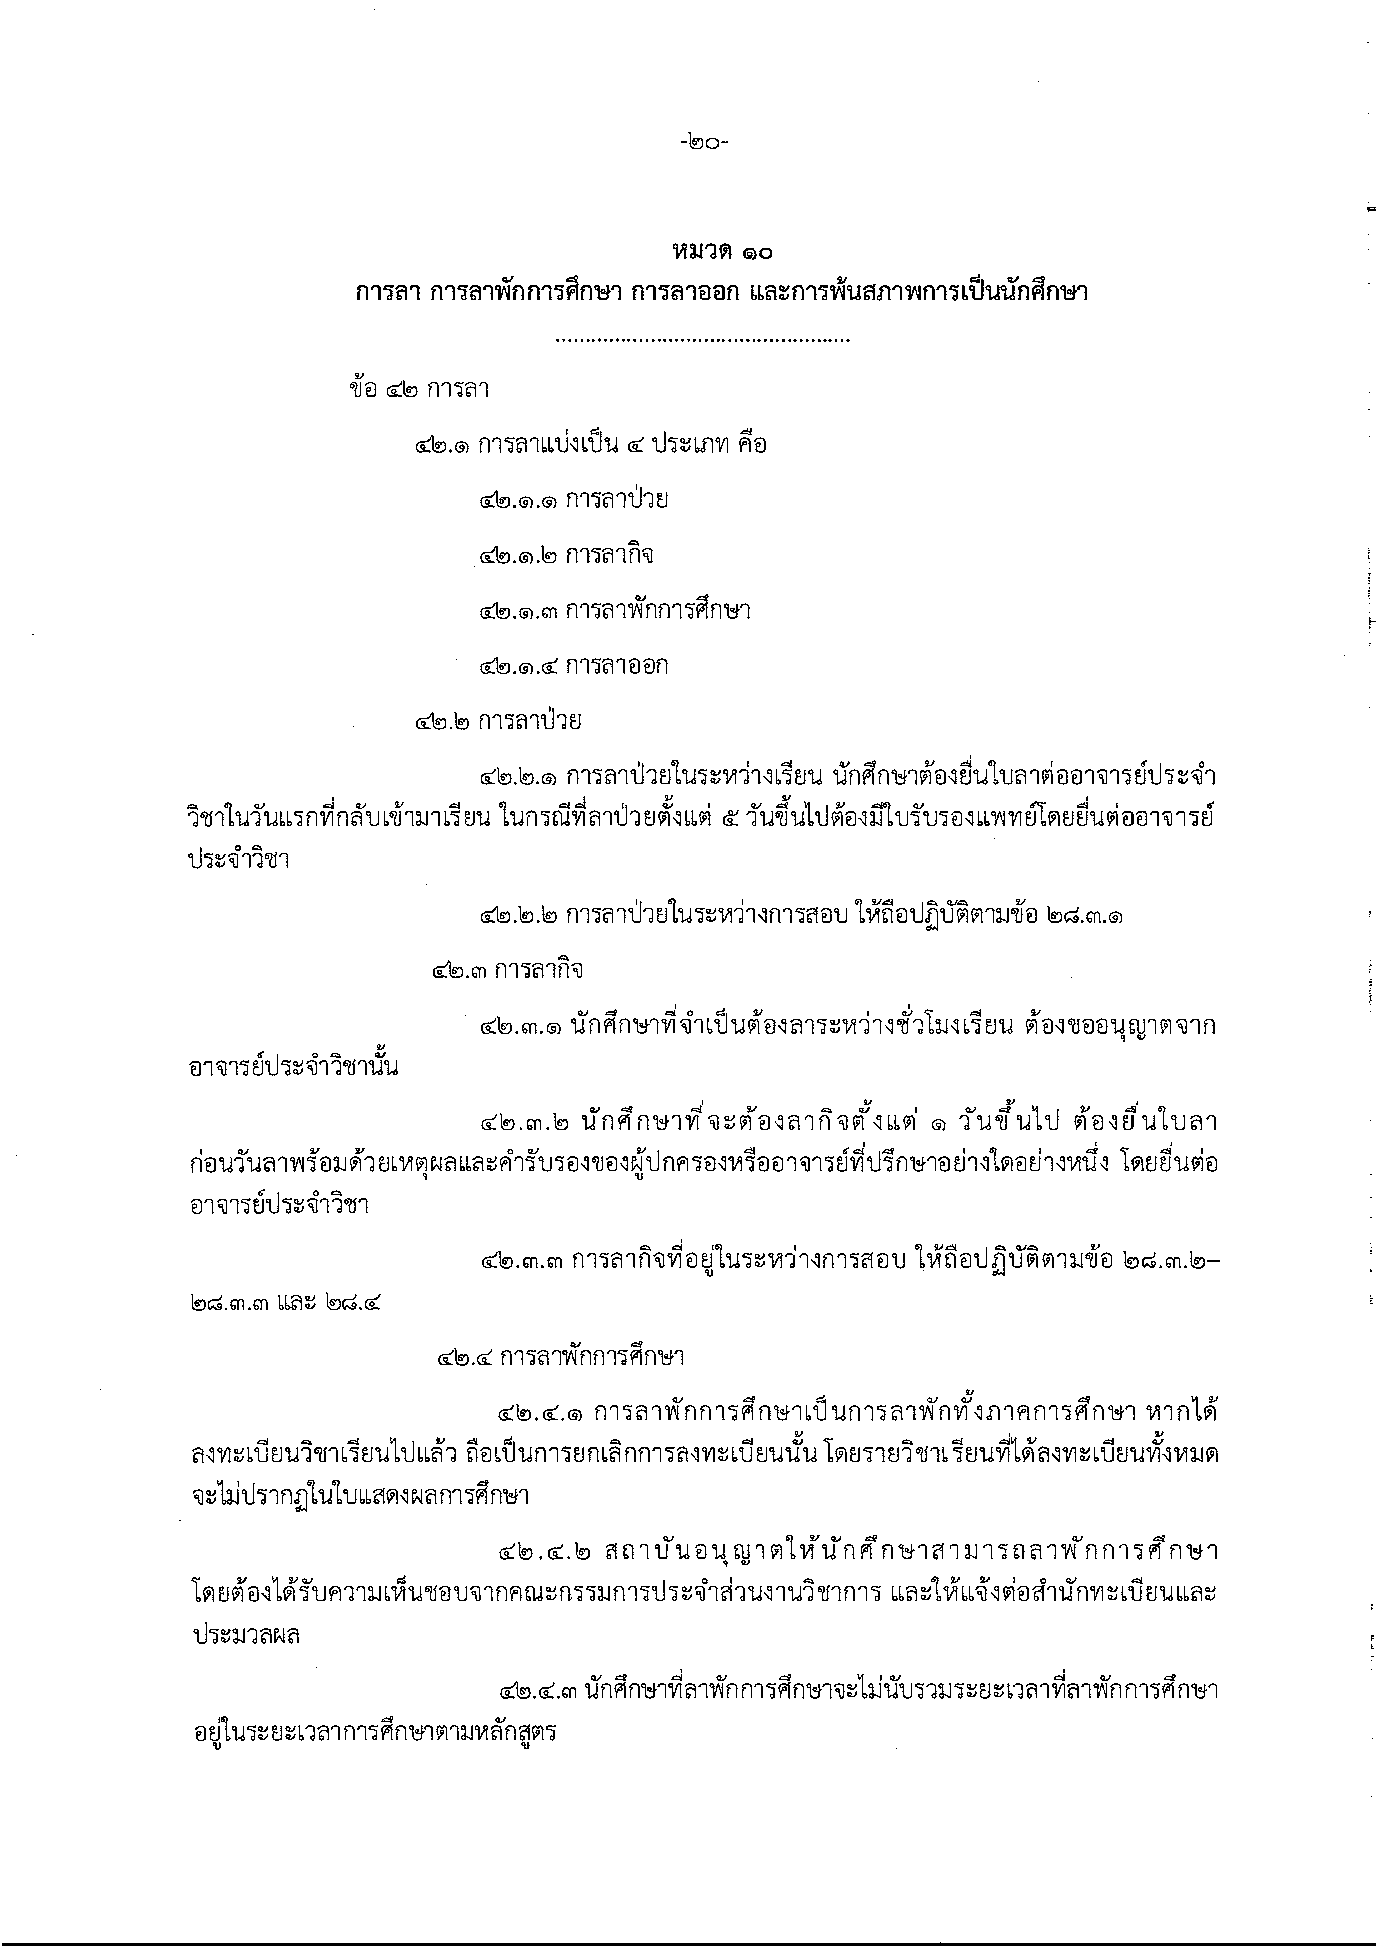 -๒๐-
หมวด ๑๐
การลา การลาพักการศึกษา การลาออก และการพ้นสภาพการเป็นนักศึกษา
.................................................
ข้อ ๔๒ การลา
๔๒.๑ การลาแบ่งเป็น ๔ ประเภท คือ
๔๒.๑.๑ การลาป่วย
๔๒.๑.๒ การลากิจ
๔๒.๑.๓ การลาพักการศึกษา
๔๒.๑.๔ การลาออก
๔๒.๒ การลาป่วย
๔๒.๒.๑ การลาป่วยในระหว่างเรียน นักศึกษาต้องยื่นใบลาต่ออาจารย์ประจำ
วิชาในวันแรกที่กลับเข้ามาเรียน ในกรณีที่ลาป่วยตั้งแต่ ๕ วันขึ้นไปต้องมีใบรับรองแพทย์โดยยื่นต่ออาจารย์
ประจำวิชา
๔๒.๒.๒ การลาป่วยในระหว่างการสอบ ให้ถือปฏิบัติตามข้อ ๒๘.๓.๑
๔๒.๓ การลากิจ
๔๒.๓.๑ นักศึกษาที่จำเป็นต้องลาระหว่างชั่วโมงเรียน ต้องขออนุญาตจาก
อาจารย์ประจำวิชานั้น
๔๒.๓.๒ นักศึกษาที่จะต้องลากิจตั้งแต่ ๑ วันขึ้นไป ต้องยื่นใบลา
ก่อนวันลาพร้อมด้วยเหตุผลและคำรับรองของผู้ปกครองหรืออาจารย์ที่ปรึกษาอย่างใดอย่างหนึ่ง โดยยื่นต่อ
อาจารย์ประจำวิชา
๔๒.๓.๓ การลากิจที่อยู่ในระหว่างการสอบ ให้ถือปฏิบัติตามข้อ ๒๘.๓.๒–
๒๘.๓.๓ และ ๒๘.๔
๔๒.๔ การลาพักการศึกษา
๔๒.๔.๑ การลาพักการศึกษาเป็นการลาพักทั้งภาคการศึกษา หากได้
ลงทะเบียนวิชาเรียนไปแล้ว ถือเป็นการยกเลิกการลงทะเบียนนั้น โดยรายวิชาเรียนที่ได้ลงทะเบียนทั้งหมด
จะไม่ปรากฏในใบแสดงผลการศึกษา
๔๒.๔.๒ สถาบันอนุญาตให้นักศึกษาสามารถลาพักการศึกษา
โดยต้องได้รับความเห็นชอบจากคณะกรรมการประจำส่วนงานวิชาการ และให้แจ้งต่อสำนักทะเบียนและ
ประมวลผล
๔๒.๔.๓ นักศึกษาที่ลาพักการศึกษาจะไม่นับรวมระยะเวลาที่ลาพักการศึกษา
อยู่ในระยะเวลาการศึกษาตามหลักสูตร